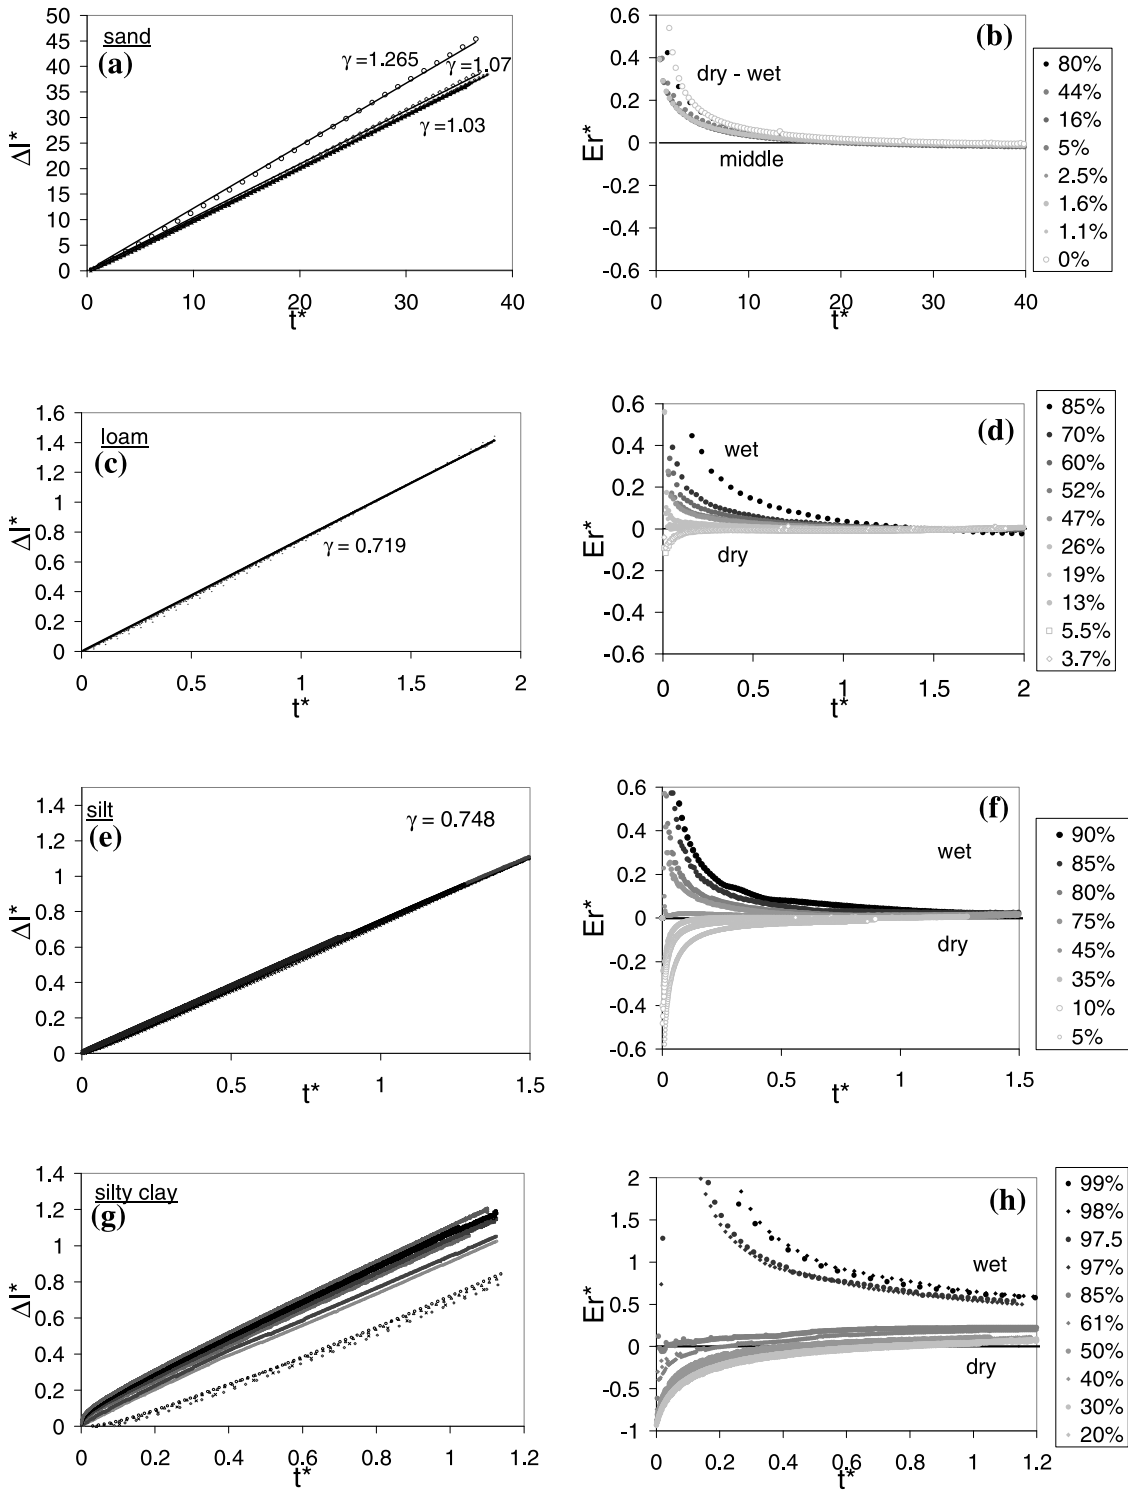 50
45
40
35
30
25
20
15
10
5
0
sand
(a)
γ =1.265
γ =1.07
γ =1.03
ΔI*
0 10 20 30 40
t*
0.6
0.4
0.2
0
-0.2
-0.4
-0.6
(b)
dry - wet
middle
Er*
0 10 20 30 40
t*
80%
44%
16%
5%
2.5%
1.6%
1.1%
0%
1.6
1.4
1.2
1
0.8
0.6
0.4
0.2
0
loam
(c)
γ = 0.719
ΔI*
0 0.5 1 1.5 2
t*
0.6
0.4
0.2
0
-0.2
-0.4
-0.6
(d)
wet
dry
Er*
0 0.5 1 1.5 2
t*
85%
70%
60%
52%
47%
26%
19%
13%
5.5%
3.7%
1.4
1.2
1
0.8
0.6
0.4
0.2
0
silt
(e)
γ = 0.748
ΔI*
0 0.5 1 1.5
t*
0.6
0.4
0.2
0
-0.2
-0.4
-0.6
(f)
wet
dry
Er*
0 0.5 1 1.5
t*
90%
85%
80%
75%
45%
35%
10%
5%
1.4
1.2
1
0.8
0.6
0.4
0.2
0
silty clay
(g)
ΔI*
0 0.2 0.4 0.6 0.8 1 1.2
t*
2
1.5
1
0.5
0
-0.5
-1
(h)
wet
dry
Er*
0 0.2 0.4 0.6 0.8 1 1.2
t*
99%
98%
97.5
97%
85%
61%
50%
40%
30%
20%